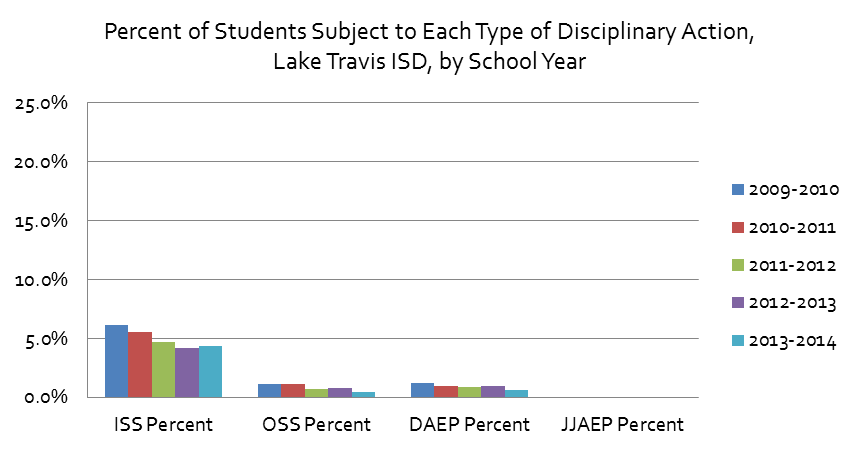 Percent of Students Subject to Each Type of Disciplinary Action,
Lake Travis ISD, by School Year
25.0%
20.0%
15.0%
10.0%
5.0%
0.0%
ISS Percent
OSS Percent
DAEP Percent
JJAEP Percent
2009-2010
2010-2011
2011-2012
2012-2013
2013-2014